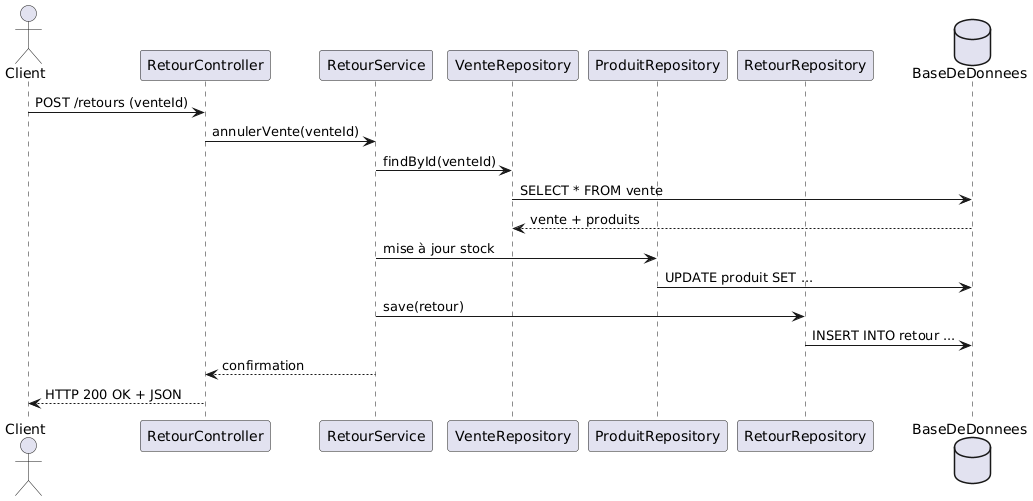 Client
RetourController
RetourService
VenteRepository
ProduitRepository
RetourRepository
BaseDeDonnees
POST /retours (venteId)
annulerVente(venteId)
findById(venteId)
SELECT * FROM vente
vente + produits
mise à jour stock
UPDATE produit SET ...
save(retour)
INSERT INTO retour ...
confirmation
HTTP 200 OK + JSON
Client
RetourController
RetourService
VenteRepository
ProduitRepository
RetourRepository
BaseDeDonnees